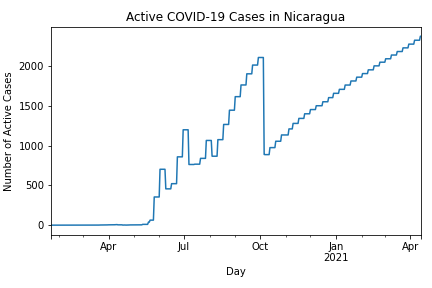 Active COVID-19 Cases in Nicaragua
Number of Active Cases
2000
1500
1000
500
0
Apr
Jul
Oct
Jan
2021
Apr
Day